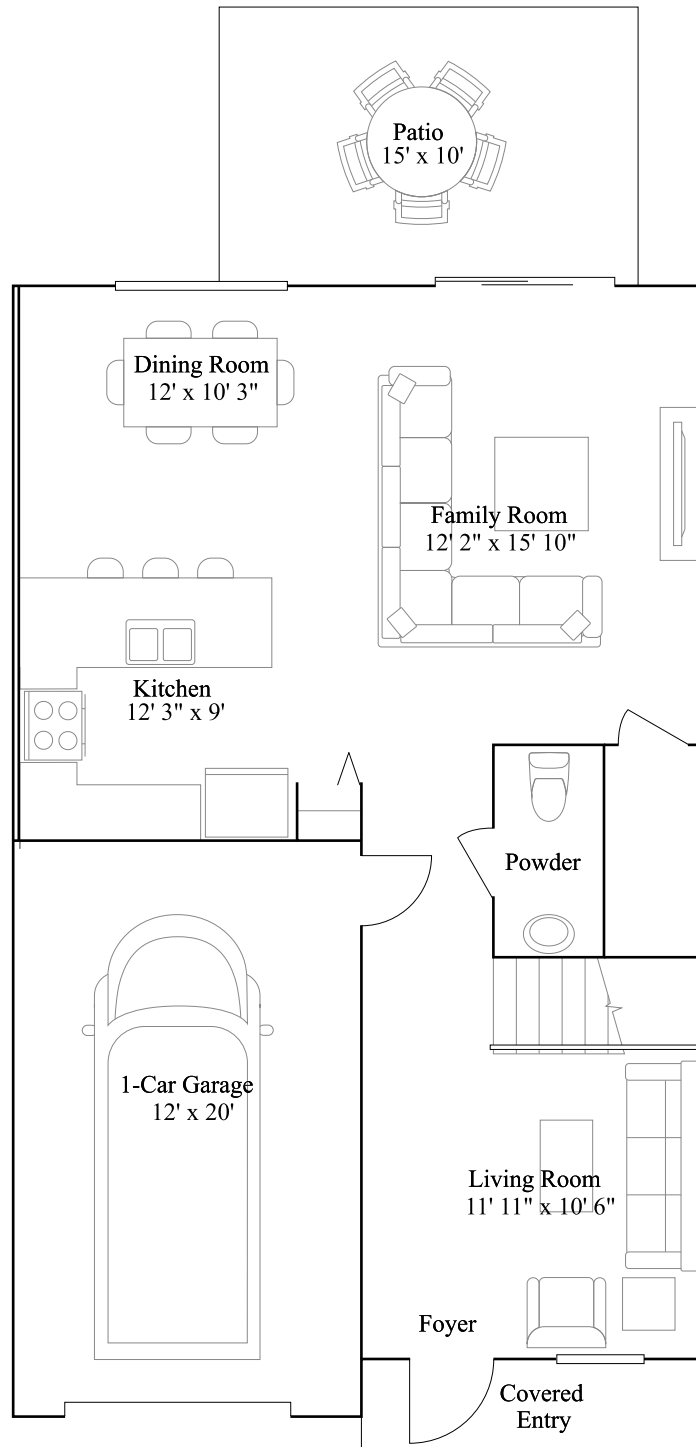 Patio
15' x 10'
Dining Room
12' x 10' 3"
Family Room
12' 2" x 15' 10"
Kitchen
12' 3" x 9'
Powder
1-Car Garage
12' x 20'
Living Room
11' 11" x 10' 6"
Foyer
Covered
Entry